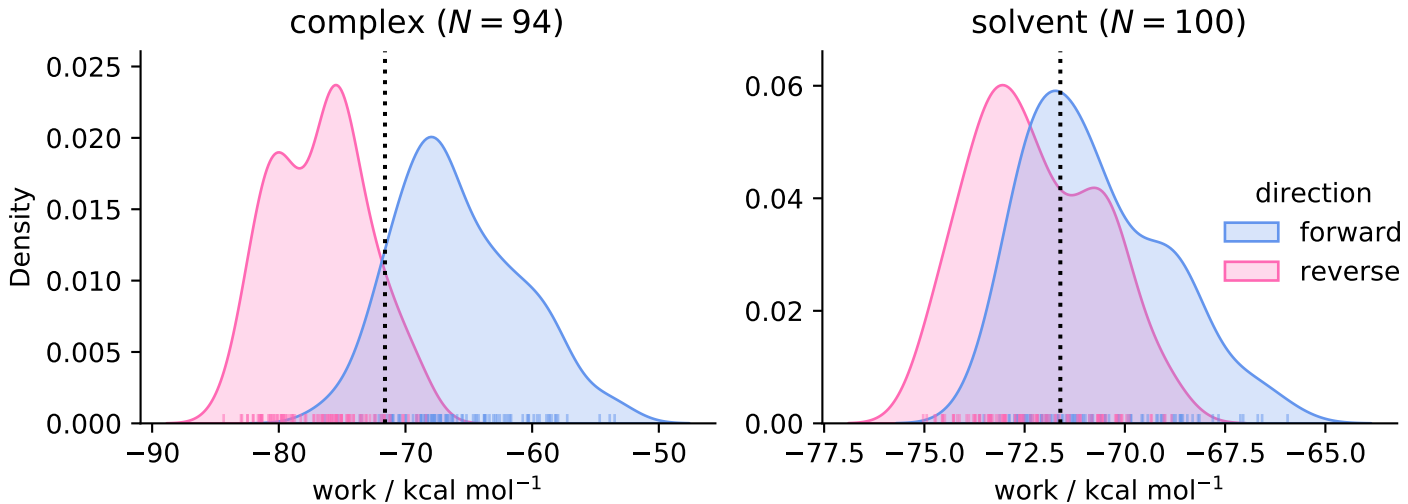 complex (N = 94)
0.025
0.020
0.015
0.010
0.005
0.000
Density
−90 −80 −70 −60 −50
work / kcal mol⁻¹
solvent (N = 100)
0.06
0.04
0.02
0.00
−77.5 −75.0 −72.5 −70.0 −67.5 −65.0
work / kcal mol⁻¹
direction
forward
reverse